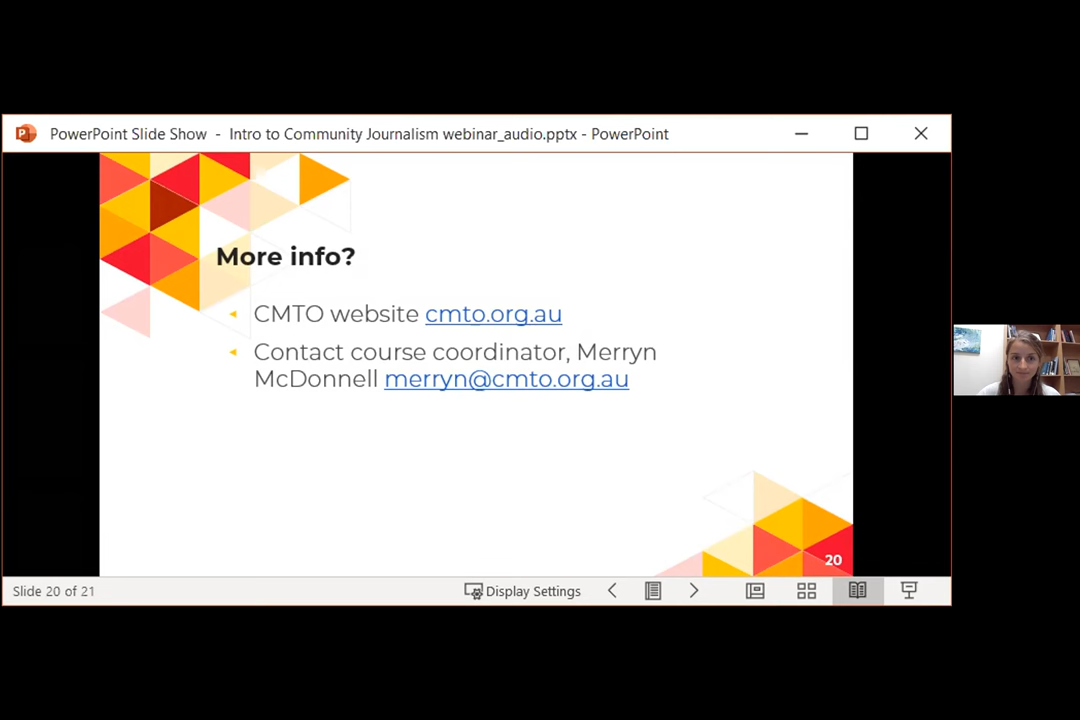 PowerPoint Slide Show - Intro to Community Journalism webinar_audio.pptx - PowerPoint
More info?
CMTO website cmto.org.au
Contact course coordinator, Merryn
McDonnell merryn@cmto.org.au
20
Slide 20 of 21
Display Settings